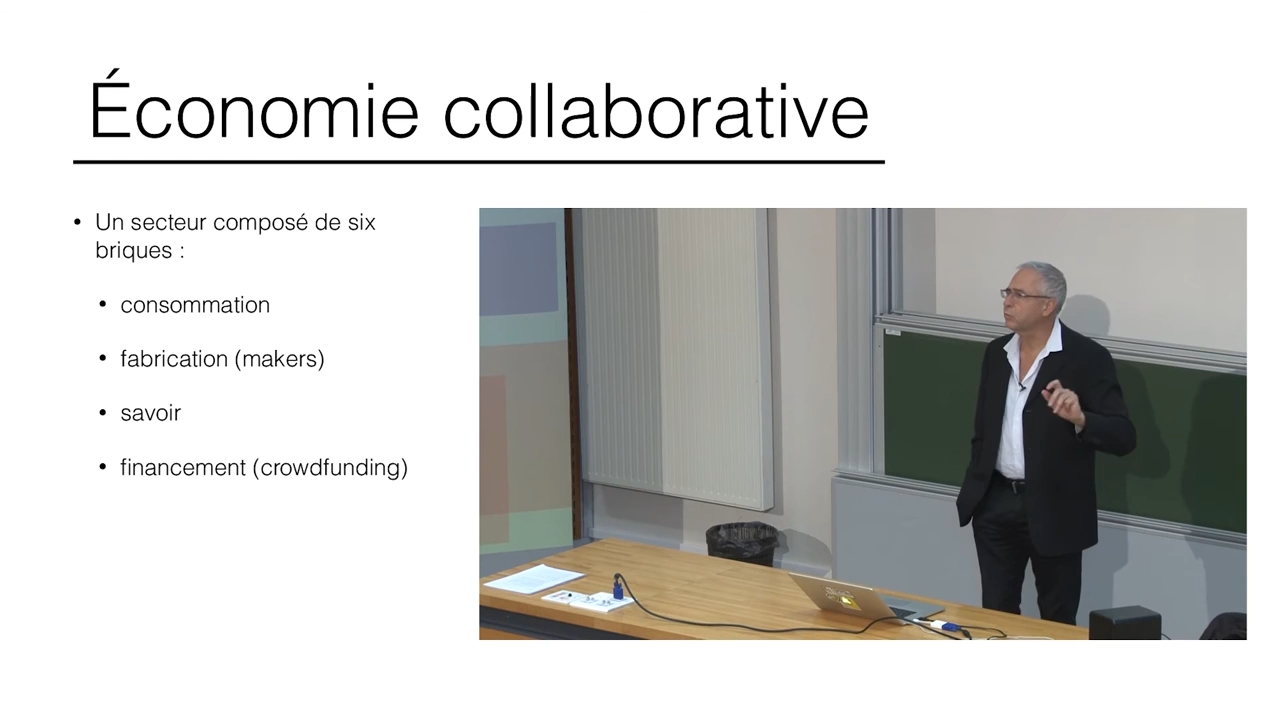 Économie collaborative
• Un secteur composé de six
briques :
• consommation
• fabrication (makers)
• savoir
• financement (crowdfunding)